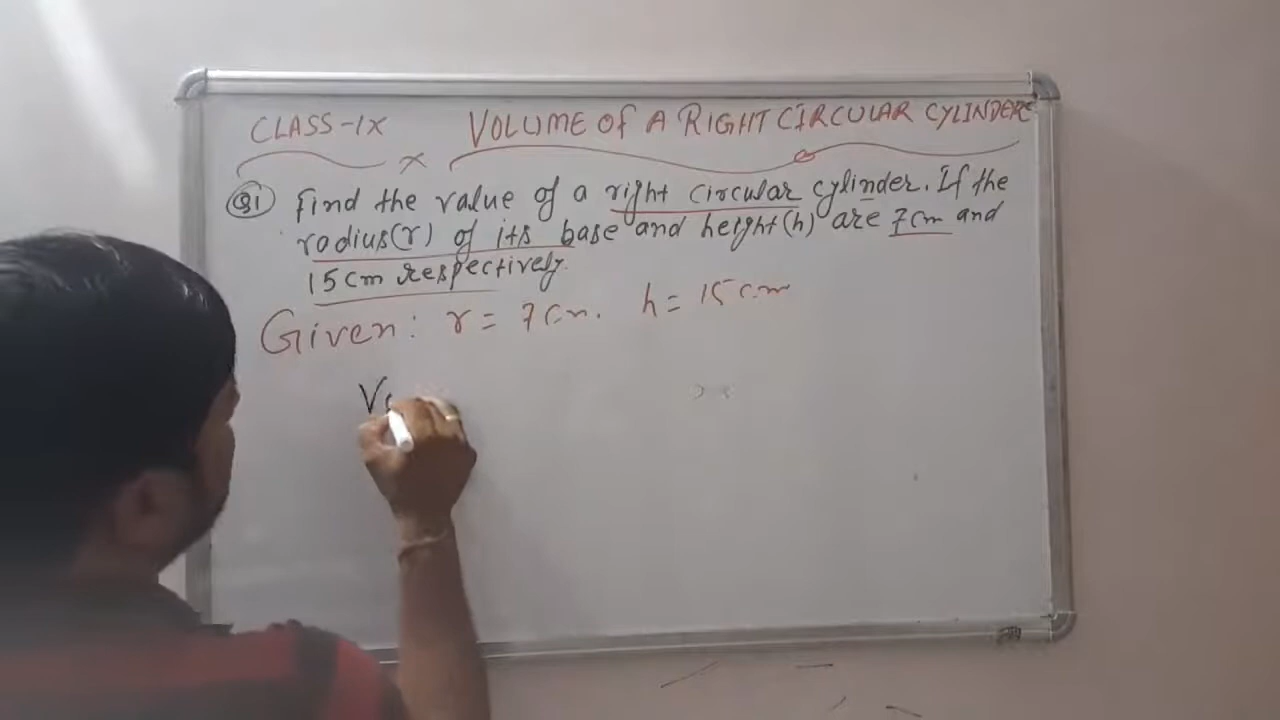 CLASS-IX VOLUME OF A RIGHT CIRCULAR CYLINDER
Q1 Find the value of a right circular cylinder. If the
radius(r) of its base and height(h) are 7cm and
15cm respectively.
Given: r = 7cm. h = 15cm
Vo